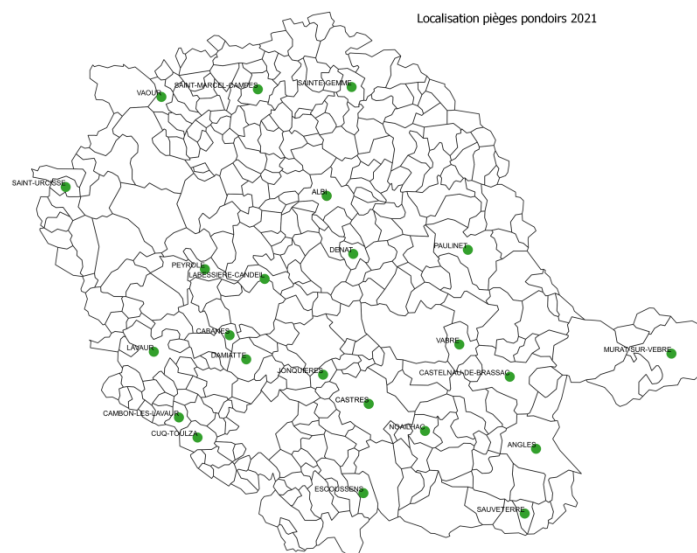 Localisation pièges pondoirs 2021
SAINT-MARCEL-CAMPES
SAINTE-GEMME
VAOUR
SAINT-URCISSE
ALBI
PAULINET
DENAT
PEYROLE
LABESSIERE-CANDEIL
CABANES
VABRE
LAVAUR
MURAT-SUR-VEBRE
DAMIATTE
JONQUIERES
CASTELNAU-DE-BRASSAC
CASTRES
CAMBON-LES-LAVAUR
NOAILHAC
CUQ-TOULZA
ANGLES
ESCOUSSENS
SAUVETERRE